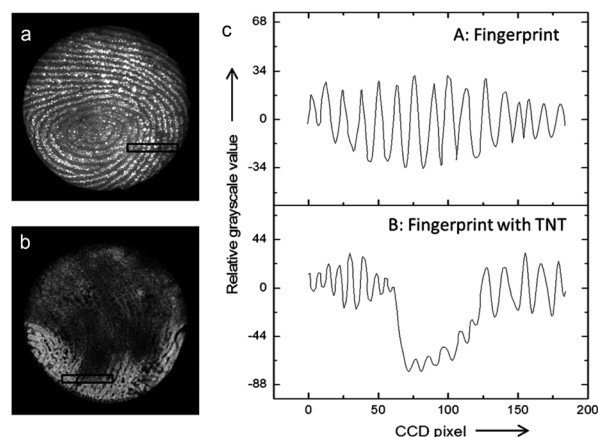 a
b
c
A: Fingerprint
68
34
0
-34
B: Fingerprint with TNT
44
0
-44
-88
0 50 100 150 200
CCD pixel
Relative grayscale value